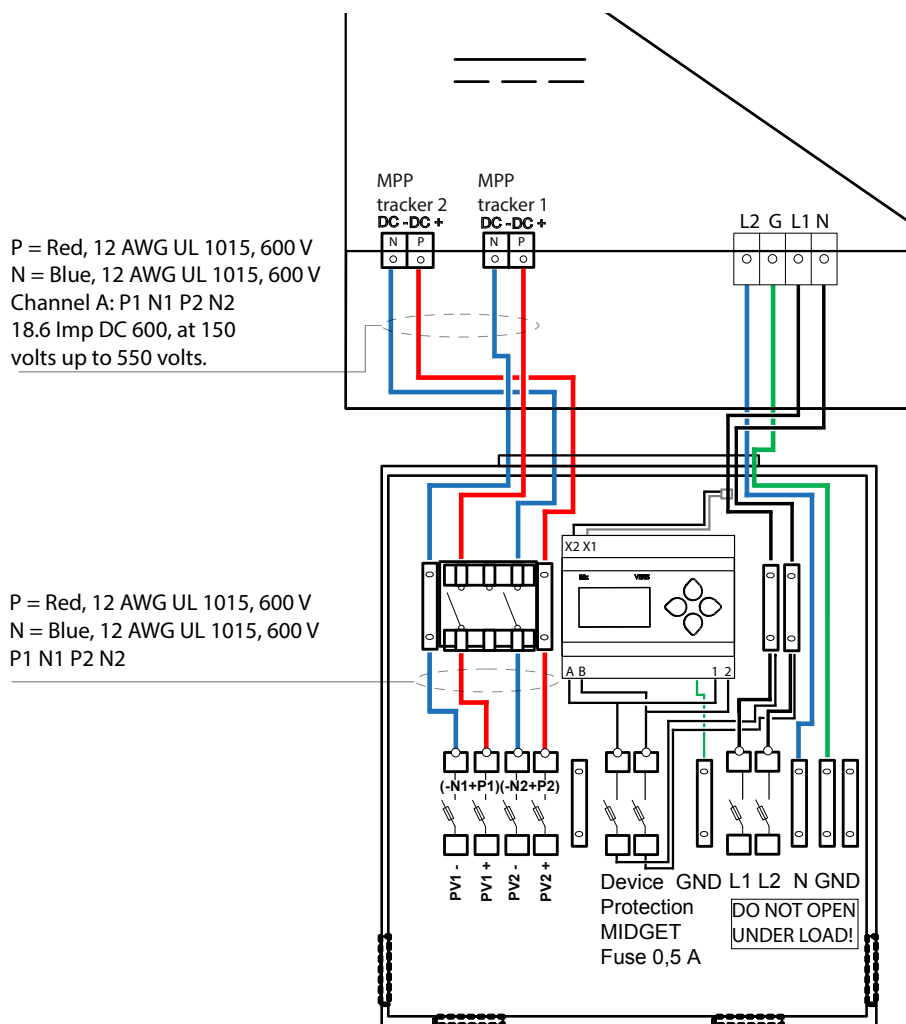 MPP
tracker 2
DC -DC +
N P
MPP
tracker 1
DC -DC +
N P
L2 G L1 N
P = Red, 12 AWG UL 1015, 600 V
N = Blue, 12 AWG UL 1015, 600 V
Channel A: P1 N1 P2 N2
18.6 Imp DC 600, at 150
volts up to 550 volts.
X2 X1
P = Red, 12 AWG UL 1015, 600 V
N = Blue, 12 AWG UL 1015, 600 V
P1 N1 P2 N2
A B
1 2
(-N1+P1)(-N2+P2)
PV1 -
PV1 +
PV2 -
PV2 +
Device
Protection
MIDGET
Fuse 0,5 A
GND L1 L2 N GND
DO NOT OPEN
UNDER LOAD!